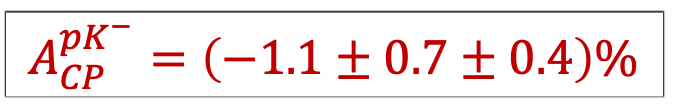 A_{CP}^{pK^-} = (−1.1 ± 0.7 ± 0.4)%